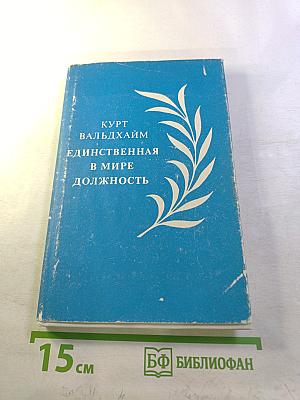 КУРТ
ВАЛЬДХАЙМ
ЕДИНСТВЕННАЯ
В МИРЕ
ДОЛЖНОСТЬ
15 см
БФ БИБЛИОФАН